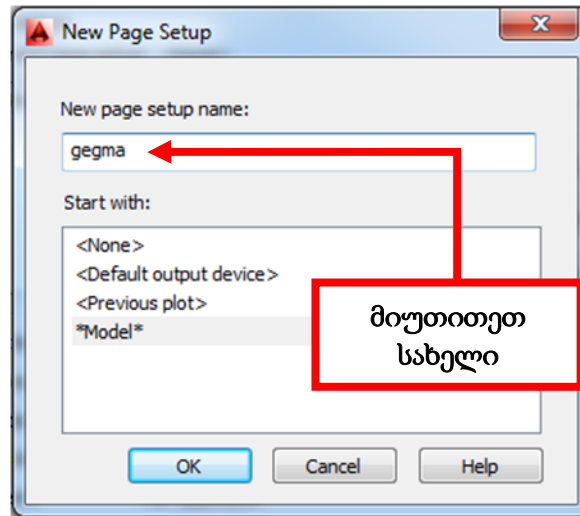 New Page Setup
New page setup name:
gegma
Start with:
<None>
<Default output device>
<Previous plot>
*Model*
მიუთითეთ
სახელი
OK
Cancel
Help